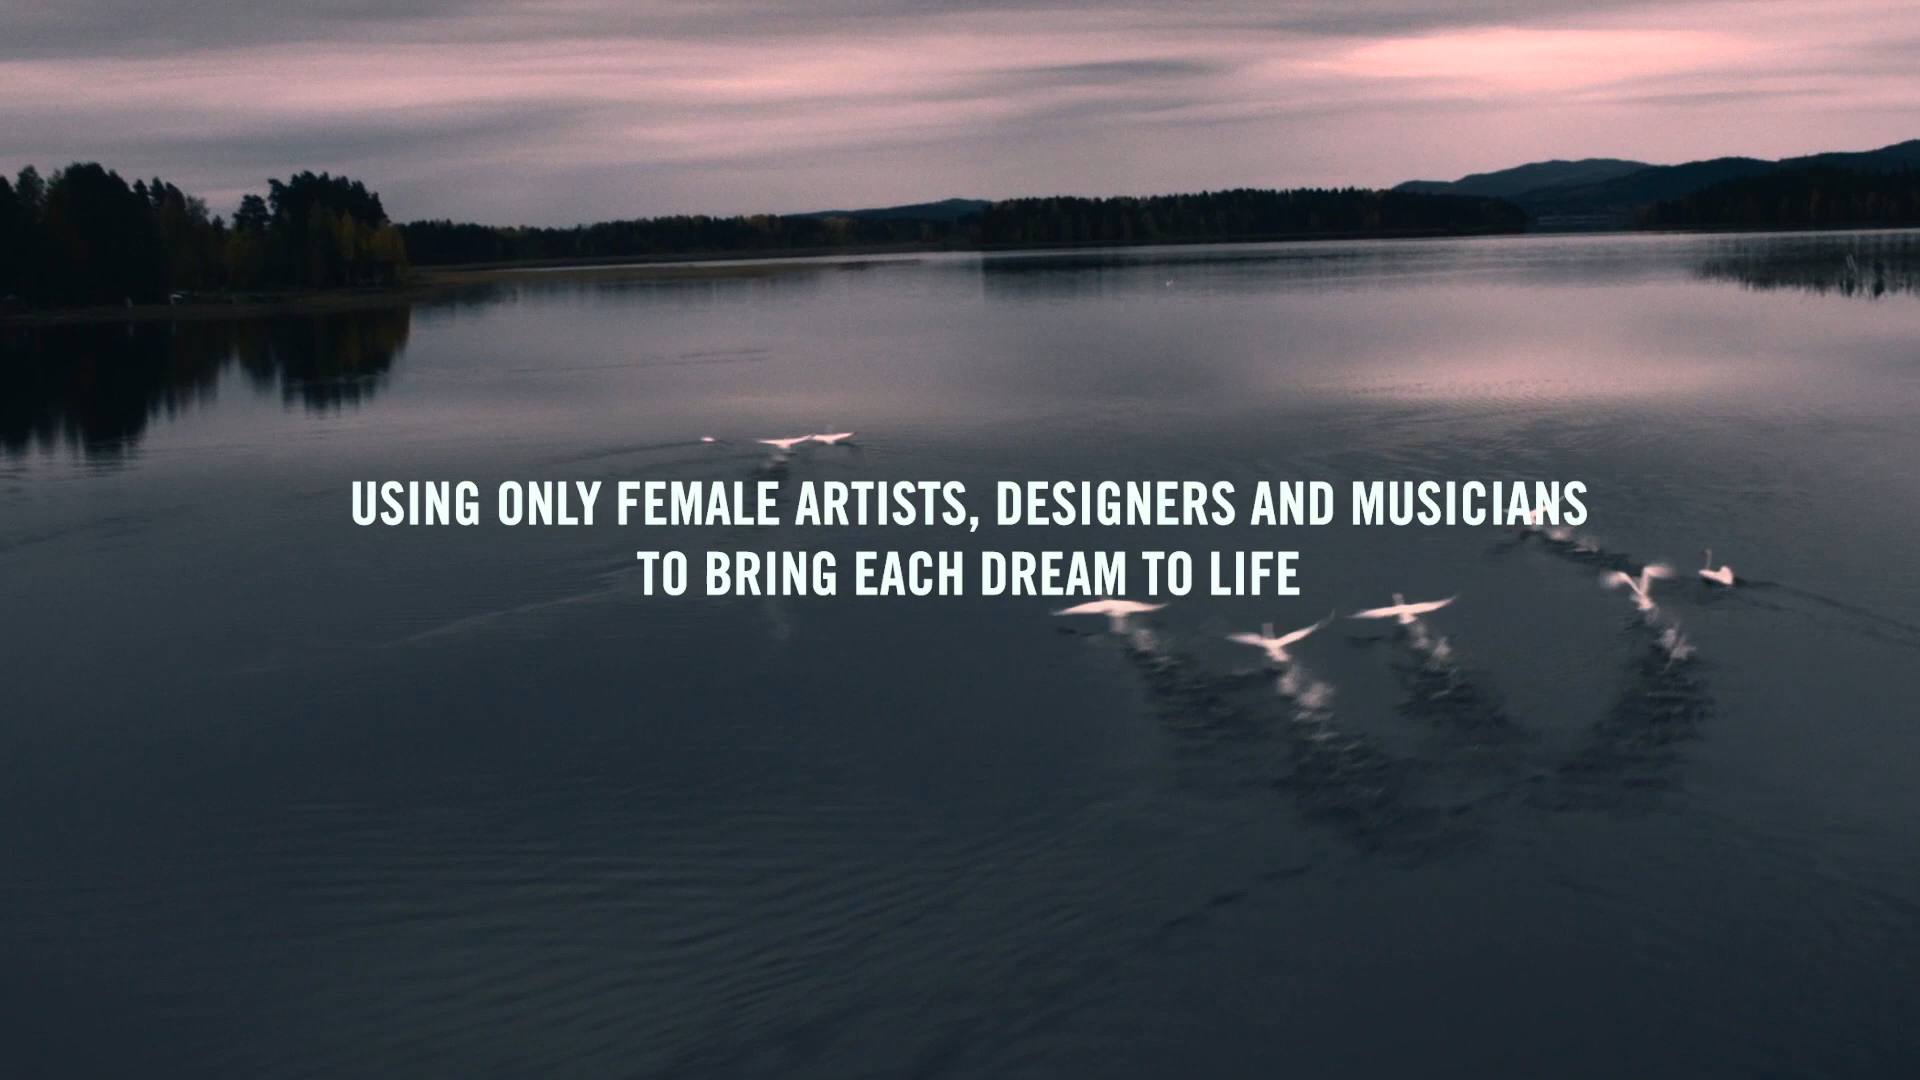 USING ONLY FEMALE ARTISTS, DESIGNERS AND MUSICIANS
TO BRING EACH DREAM TO LIFE